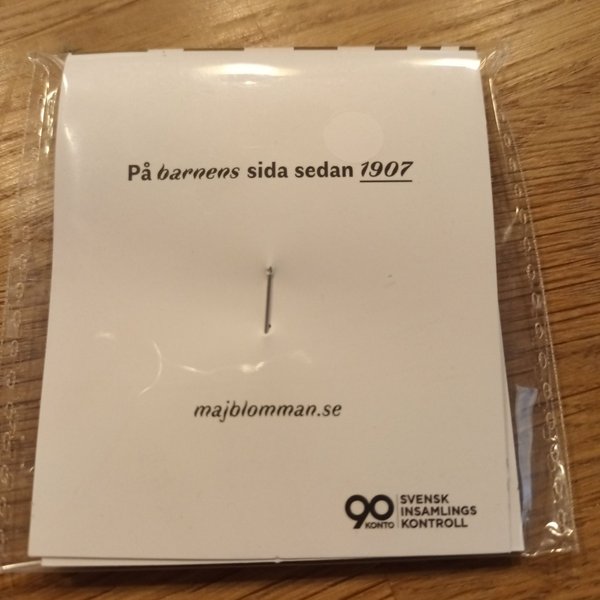 På barnens sida sedan 1907
majblomman.se
90
KONTO
SVENSK
INSAMLINGS
KONTROLL